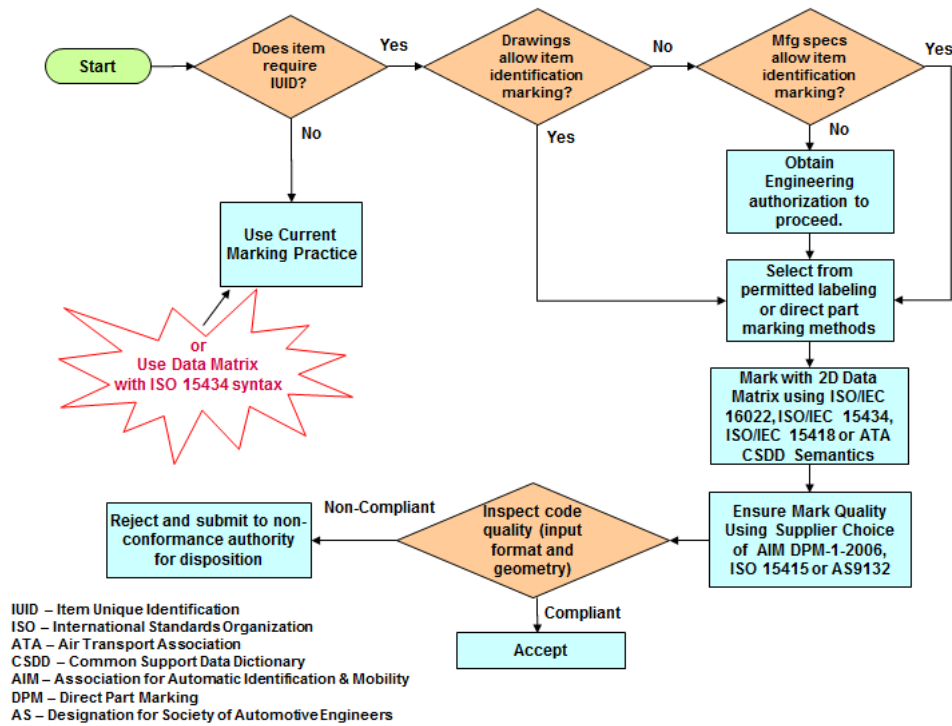 Start
Does item
require
IUID?
Yes
Drawings
allow item
identification
marking?
No
Mfg specs
allow item
identification
marking?
Yes
No
Yes
No
Obtain
Engineering
authorization to
proceed.
Use Current
Marking Practice
Select from
permitted labeling
or direct part
marking methods
or
Use Data Matrix
with ISO 15434 syntax
Mark with 2D Data
Matrix using ISO/IEC
16022, ISO/IEC 15434,
ISO/IEC 15418 or ATA
CSDD Semantics
Ensure Mark Quality
Using Supplier Choice
of AIM DPM-1-2006,
ISO 15415 or AS9132
Inspect code
quality (input
format and
geometry)
Non-Compliant
Reject and submit to non-
conformance authority
for disposition
Compliant
Accept
IUID – Item Unique Identification
ISO – International Standards Organization
ATA – Air Transport Association
CSDD – Common Support Data Dictionary
AIM – Association for Automatic Identification & Mobility
DPM – Direct Part Marking
AS – Designation for Society of Automotive Engineers